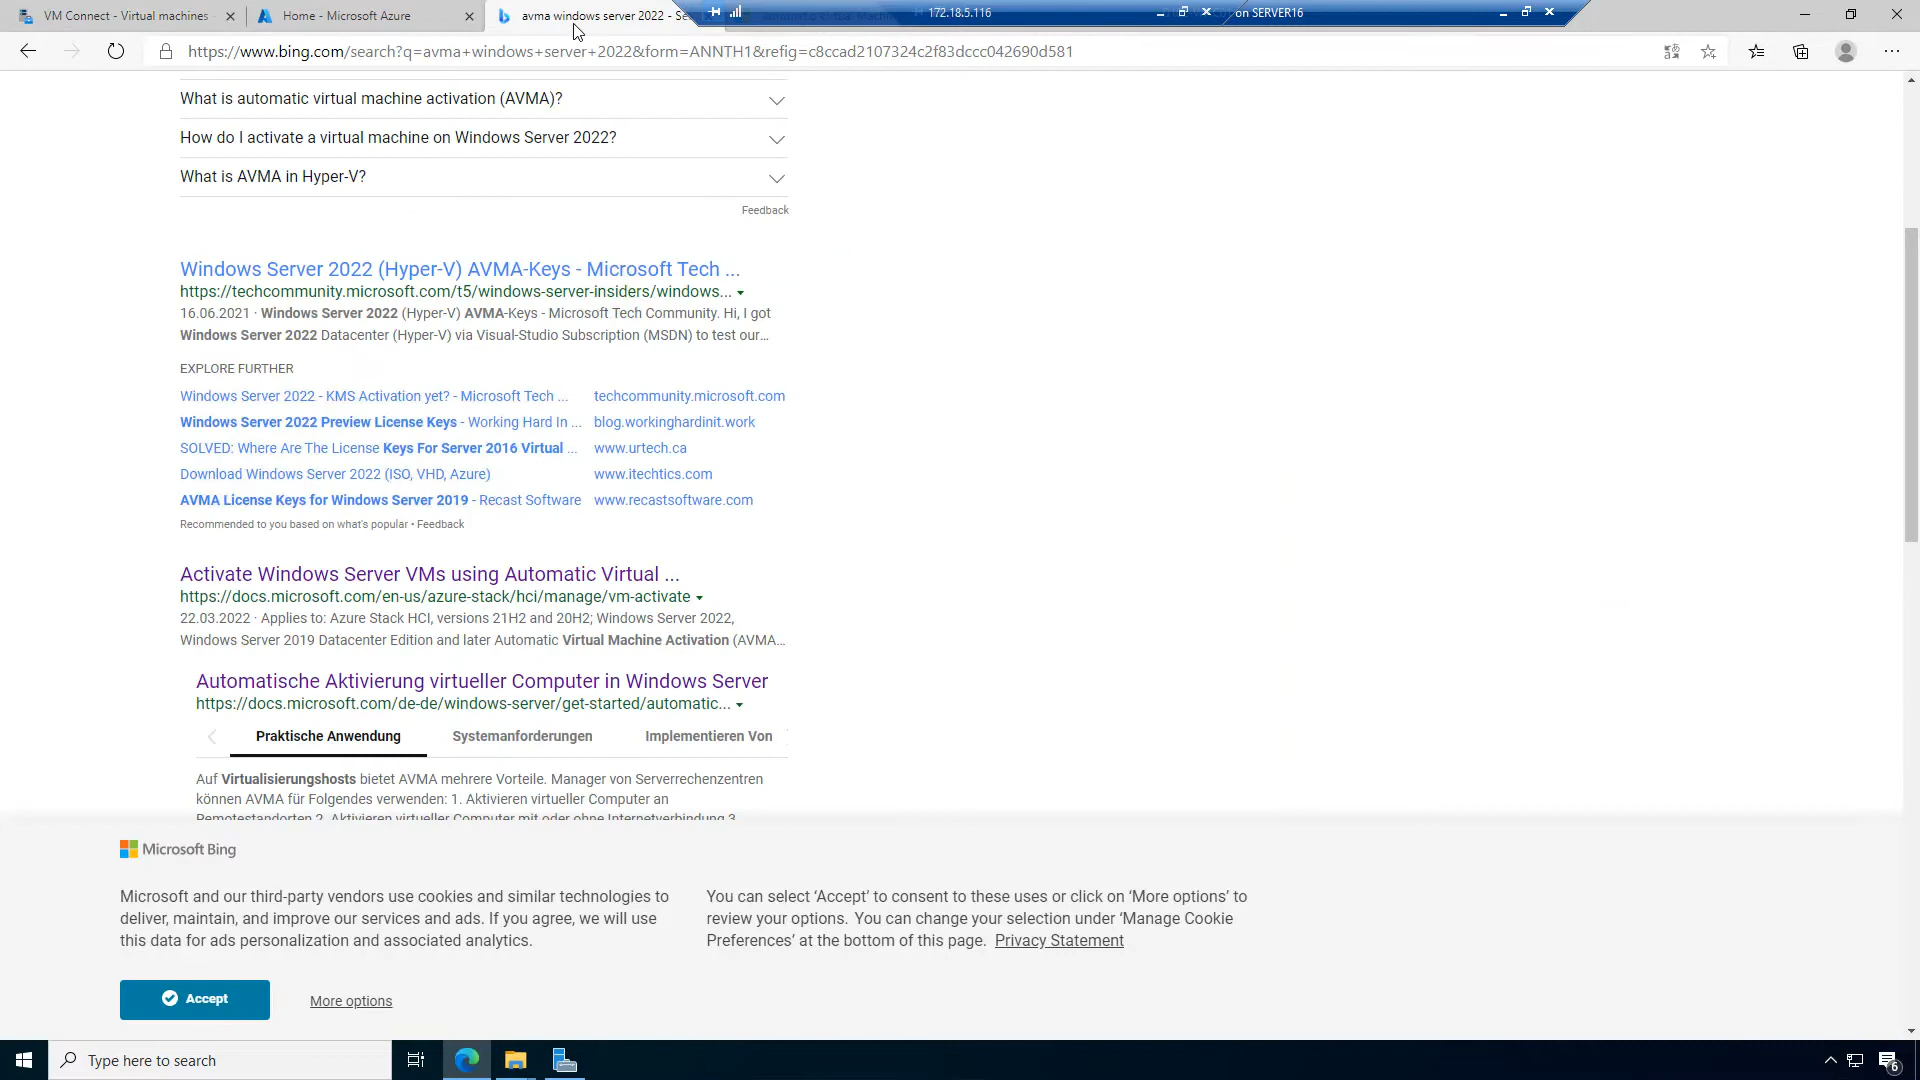 VM Connect - Virtual machines
Home - Microsoft Azure
avma windows server 2022 - Se
172.18.5.116
on SERVER16
https://www.bing.com/search?q=avma+windows+server+2022&form=ANNTH1&refig=c8ccad2107324c2f83dccc042690d581
What is automatic virtual machine activation (AVMA)?
How do I activate a virtual machine on Windows Server 2022?
What is AVMA in Hyper-V?
Feedback
Windows Server 2022 (Hyper-V) AVMA-Keys - Microsoft Tech ...
https://techcommunity.microsoft.com/t5/windows-server-insiders/windows...
16.06.2021 · Windows Server 2022 (Hyper-V) AVMA-Keys - Microsoft Tech Community. Hi, I got
Windows Server 2022 Datacenter (Hyper-V) via Visual-Studio Subscription (MSDN) to test our...
EXPLORE FURTHER
Windows Server 2022 - KMS Activation yet? - Microsoft Tech ... techcommunity.microsoft.com
Windows Server 2022 Preview License Keys - Working Hard In ... blog.workinghardinit.work
SOLVED: Where Are The License Keys For Server 2016 Virtual ... www.urtech.ca
Download Windows Server 2022 (ISO, VHD, Azure) www.itechtics.com
AVMA License Keys for Windows Server 2019 - Recast Software www.recastsoftware.com
Recommended to you based on what's popular • Feedback
Activate Windows Server VMs using Automatic Virtual ...
https://docs.microsoft.com/en-us/azure-stack/hci/manage/vm-activate
22.03.2022 · Applies to: Azure Stack HCI, versions 21H2 and 20H2; Windows Server 2022,
Windows Server 2019 Datacenter Edition and later Automatic Virtual Machine Activation (AVMA...
Automatische Aktivierung virtueller Computer in Windows Server
https://docs.microsoft.com/de-de/windows-server/get-started/automatic...
Praktische Anwendung Systemanforderungen Implementieren Von
Auf Virtualisierungshosts bietet AVMA mehrere Vorteile. Manager von Serverrechenzentren
können AVMA für Folgendes verwenden: 1. Aktivieren virtueller Computer an
Remotestandorten 2. Aktivieren virtueller Computer mit oder ohne Internetverbindung 3.
Microsoft Bing
Microsoft and our third-party vendors use cookies and similar technologies to
deliver, maintain, and improve our services and ads. If you agree, we will use
this data for ads personalization and associated analytics.
You can select ‘Accept’ to consent to these uses or click on ‘More options’ to
review your options. You can change your selection under ‘Manage Cookie
Preferences’ at the bottom of this page. Privacy Statement
Accept
More options
Type here to search
6